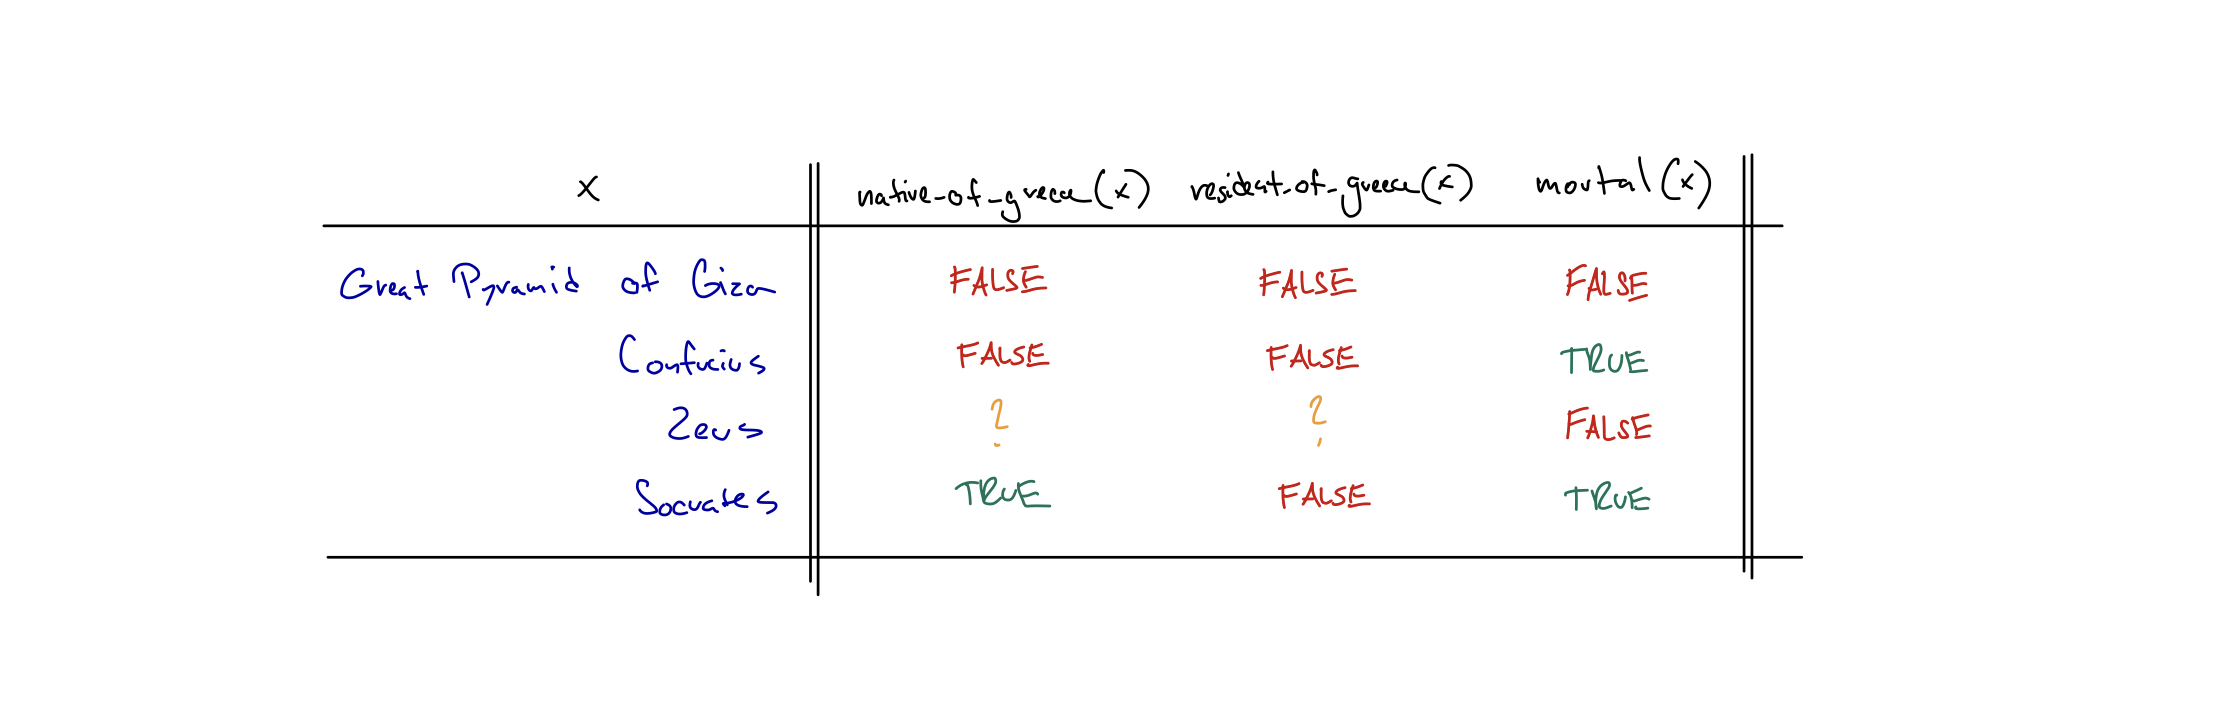 x native-of-greece(x) resident-of-greece(x) mortal(x)
Great Pyramid of Giza FALSE FALSE FALSE
Confucius FALSE FALSE TRUE
Zeus ? ? FALSE
Socrates TRUE FALSE TRUE